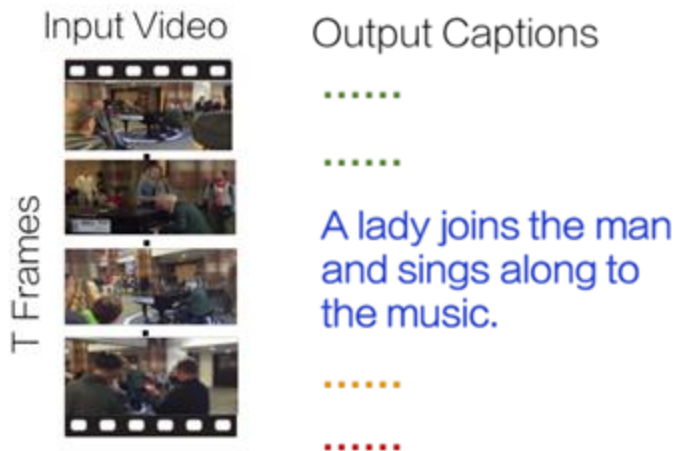 Input Video
Output Captions
......
......
A lady joins the man
and sings along to
the music.
......
......
T Frames